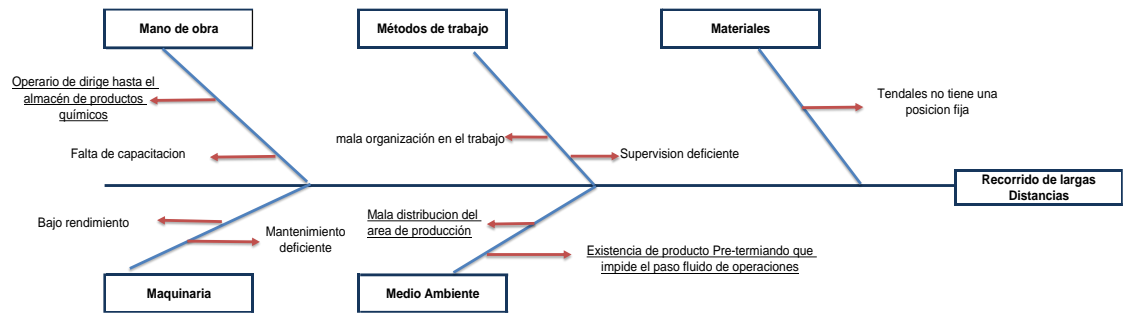 Mano de obra
Métodos de trabajo
Materiales
Operario de dirige hasta el
almacén de productos
químicos
Tendales no tiene una
posicion fija
mala organización en el trabajo
Falta de capacitacion
Supervision deficiente
Recorrido de largas
Distancias
Bajo rendimiento
Mantenimiento
deficiente
Mala distribucion del
area de producción
Existencia de producto Pre-termiando que
impide el paso fluido de operaciones
Maquinaria
Medio Ambiente